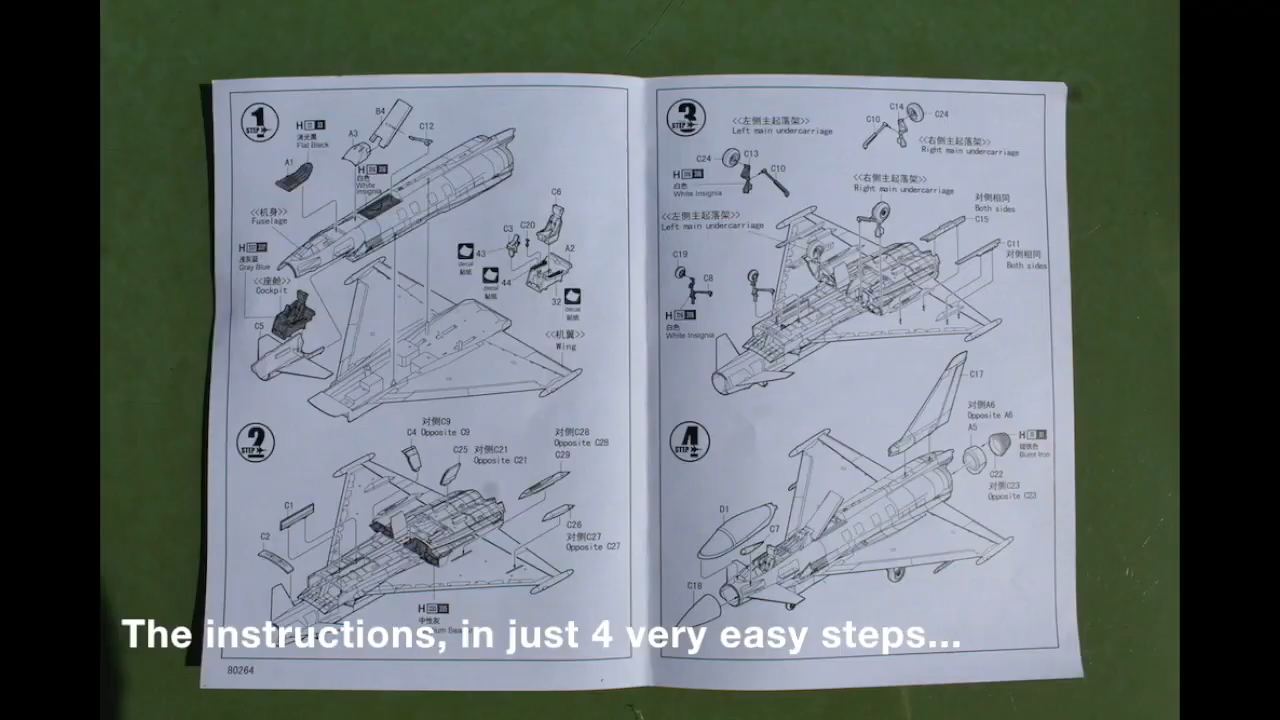 1
STEP
B4
A3
C12
H
消光黑
Flat Black
A1
H
白色
White
Insignia
<<机身>>
Fuselage
C6
C3
C20
A2
43
decal
贴纸
44
decal
贴纸
32
decal
贴纸
H
浅灰蓝
Gray Blue
<<座舱>>
Cockpit
C5
<<机翼>>
Wing
2
STEP
对侧C9
C4 Opposite C9
对侧C21
C25 Opposite C21
对侧C28
Opposite C28
C29
C1
C2
C26
对侧C27
Opposite C27
H
中性灰
80264
3
STEP
<<左侧主起落架>>
Left main undercarriage
C14
C24
C10
<<右侧主起落架>>
Right main undercarriage
C24
C13
C10
H
白色
White Insignia
<<右侧主起落架>>
Right main undercarriage
对侧相同
Both sides
C15
<<左侧主起落架>>
Left main undercarriage
C11
对侧相同
Both sides
C19
C8
H
白色
White Insignia
4
STEP
C17
对侧A6
Opposite A6
A5
H
Burnt Iron
C22
对侧C23
Opposite C23
D1
C7
C18
The instructions, in just 4 very easy steps...